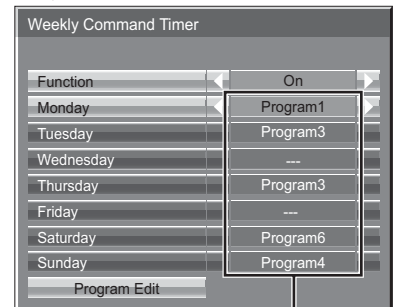 Weekly Command Timer
Function On
Monday Program1
Tuesday Program3
Wednesday ---
Thursday Program3
Friday ---
Saturday Program6
Sunday Program4
Program Edit